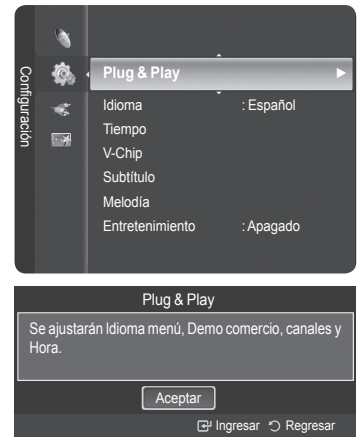 Configuración
Plug & Play
Idioma : Español
Tiempo
V-Chip
Subtítulo
Melodía
Entretenimiento : Apagado
Plug & Play
Se ajustarán Idioma menú, Demo comercio, canales y
Hora.
Aceptar
Ingresar Regresar